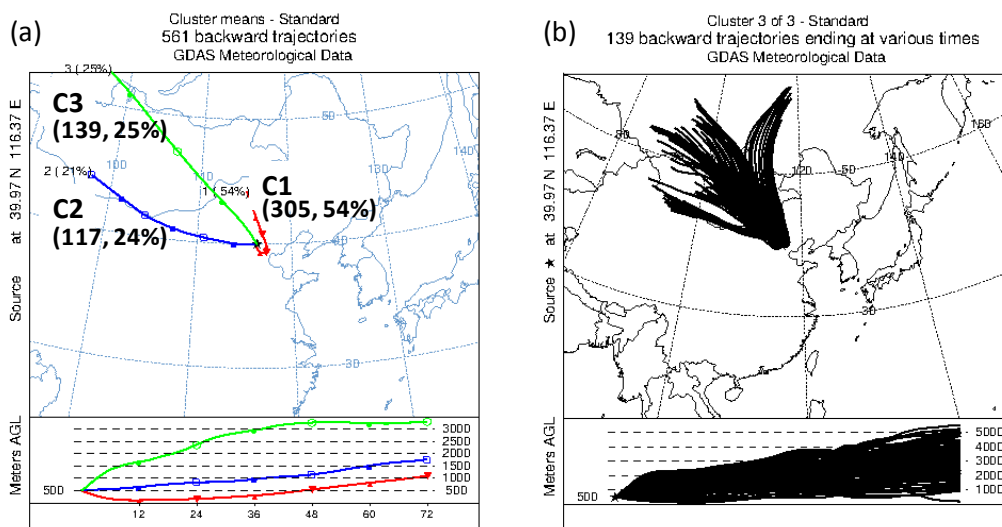 (a)
Cluster means - Standard
561 backward trajectories
GDAS Meteorological Data
3 ( 25%)
C3
(139, 25%)
50
140
130
100
2 ( 21%)
1 ( 54%)
C1
(305, 54%)
C2
(117, 24%)
40
30
Source ★ at 39.97 N 116.37 E
Meters AGL
3000
2500
2000
1500
1000
500
500
12
24
36
48
60
72
(b)
Cluster 3 of 3 - Standard
139 backward trajectories ending at various times
GDAS Meteorological Data
150
50
140
120
30
Source ★ at 39.97 N 116.37 E
Meters AGL
5000
4000
3000
2000
1000
500